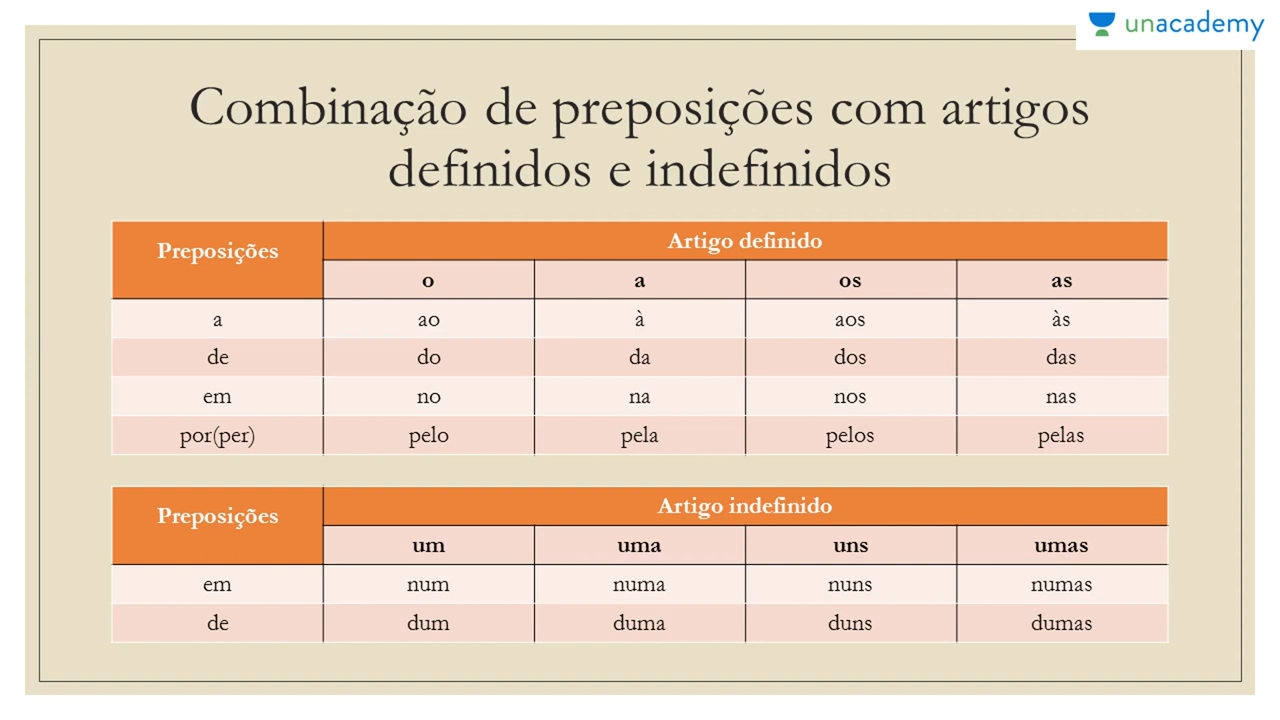 unacademy
Combinação de preposições com artigos
definidos e indefinidos
Preposições Artigo definido
o a os as
a ao à aos às
de do da dos das
em no na nos nas
por(per) pelo pela pelos pelas
Preposições Artigo indefinido
um uma uns umas
em num numa nuns numas
de dum duma duns dumas